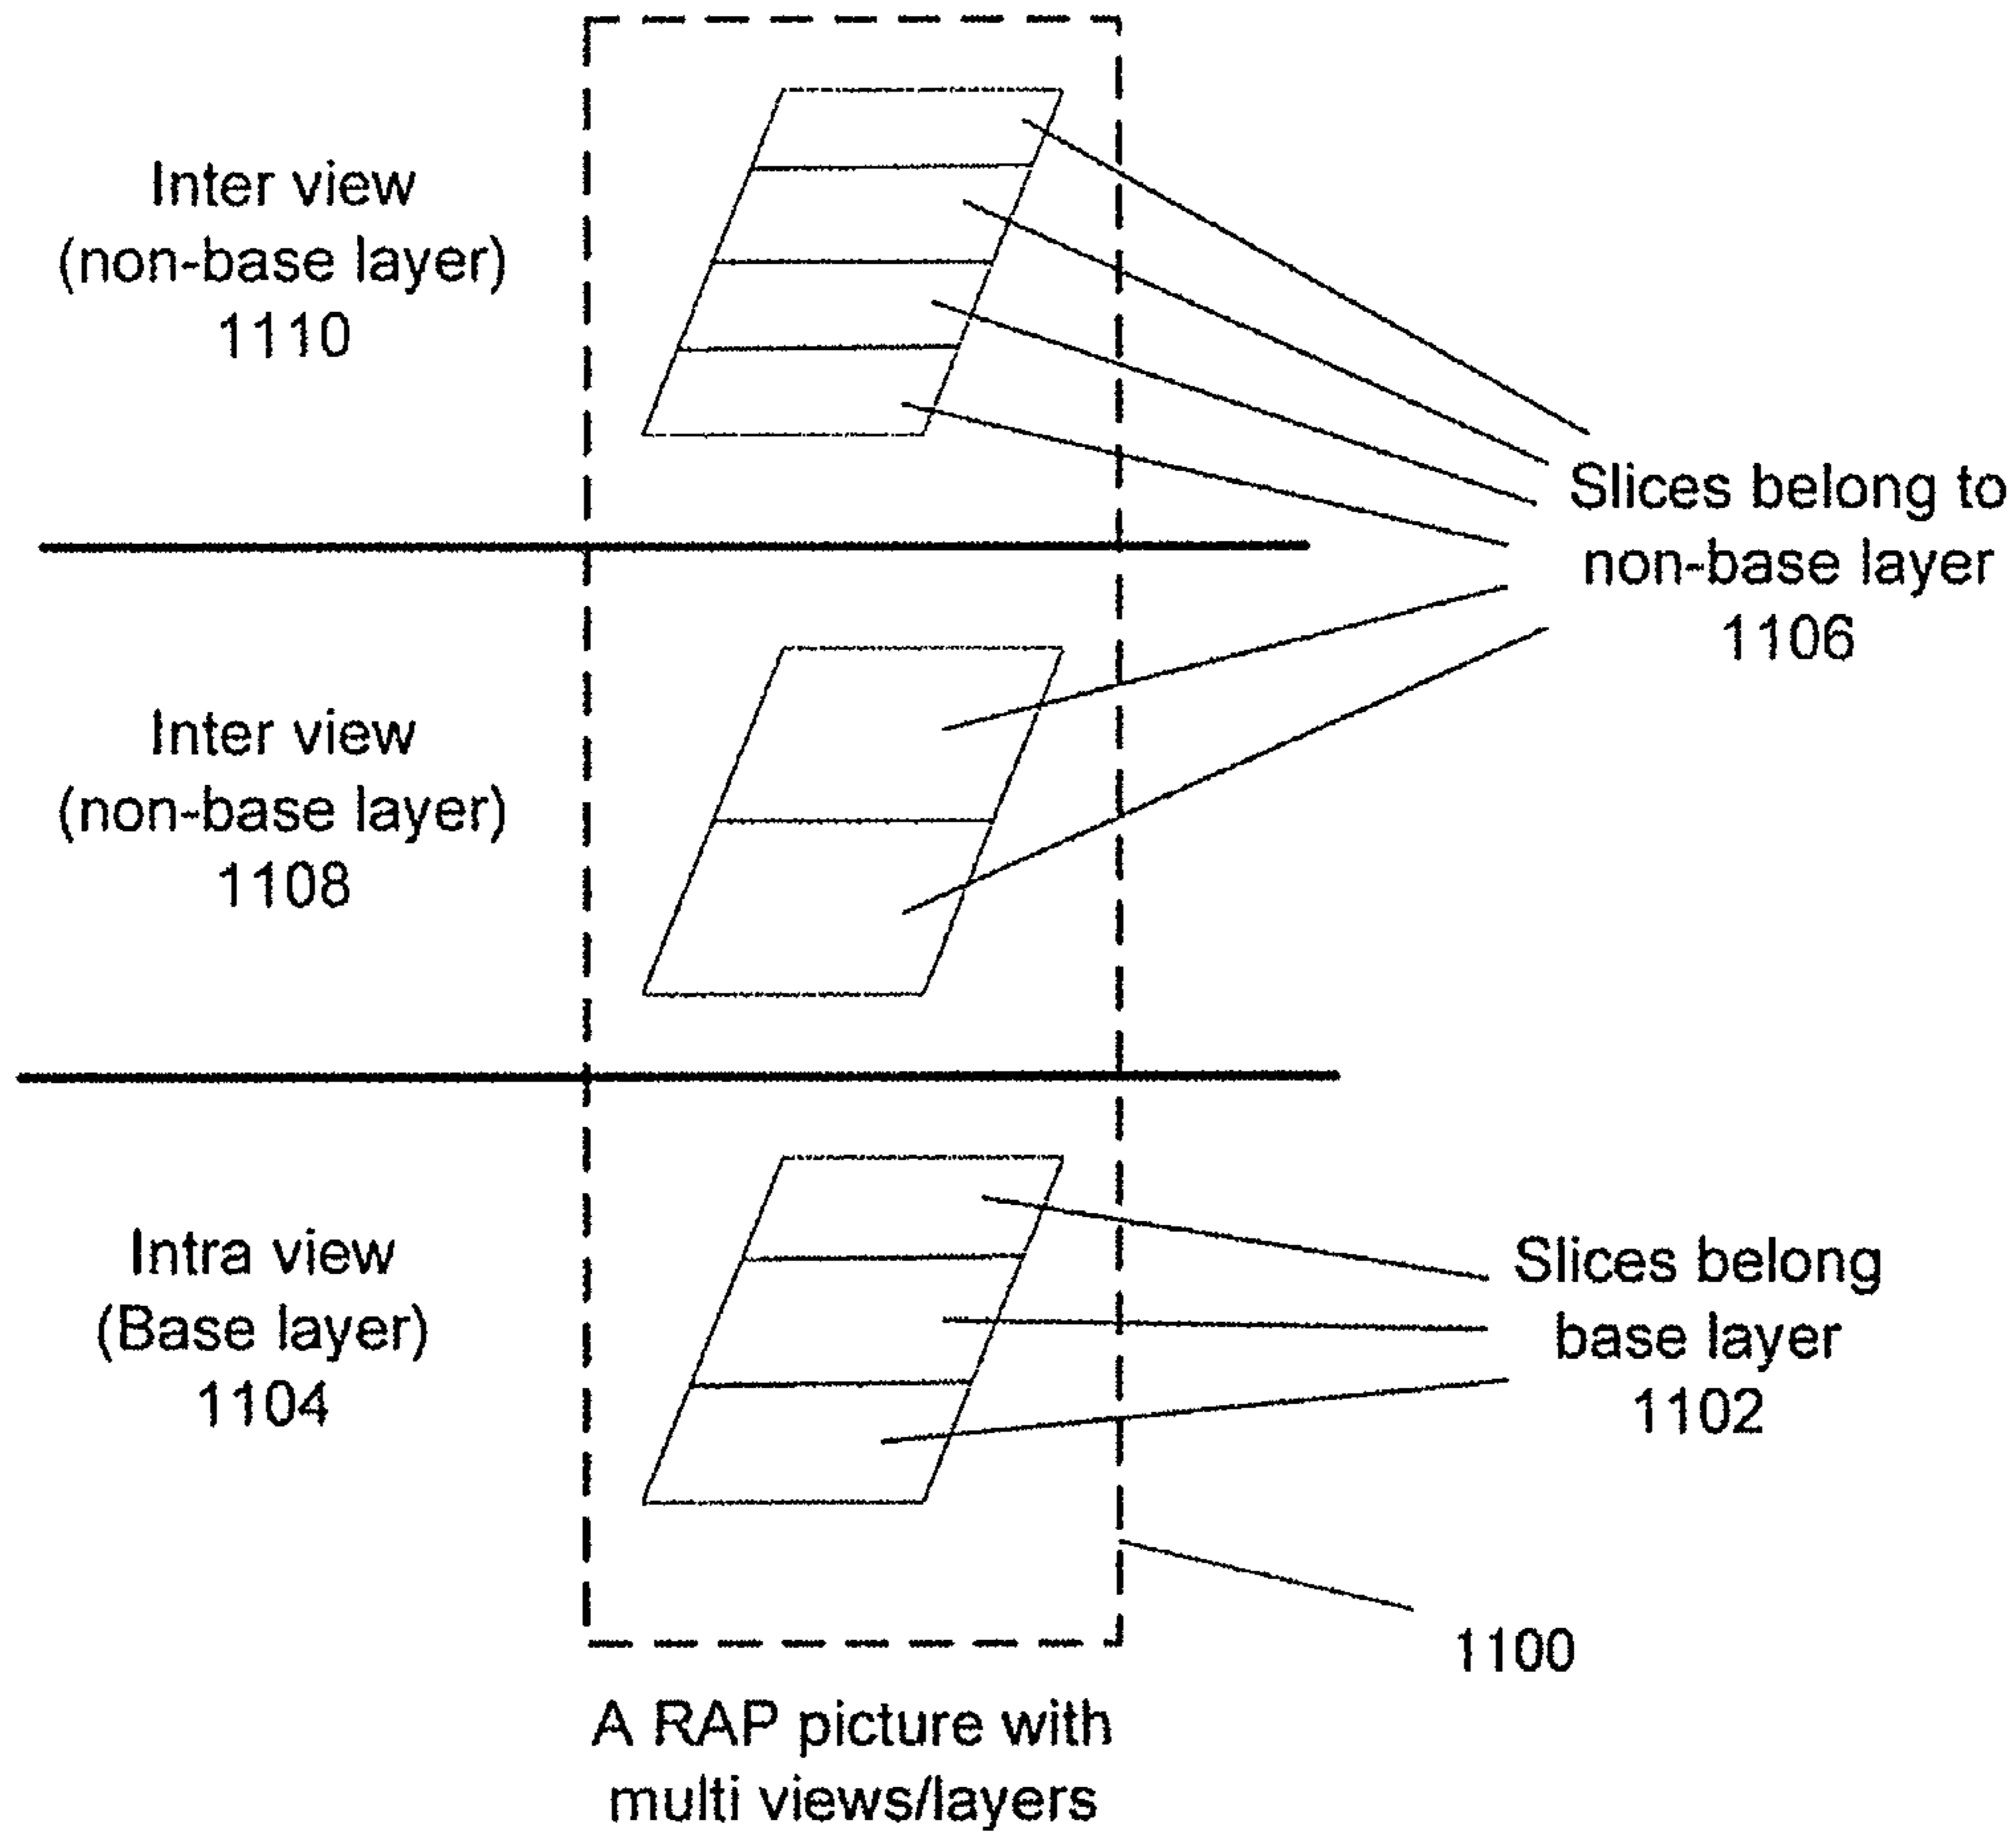 Inter view
(non-base layer)
1110
Slices belong to
non-base layer
1106
Inter view
(non-base layer)
1108
Intra view
(Base layer)
1104
Slices belong
base layer
1102
1100
A RAP picture with
multi views/layers